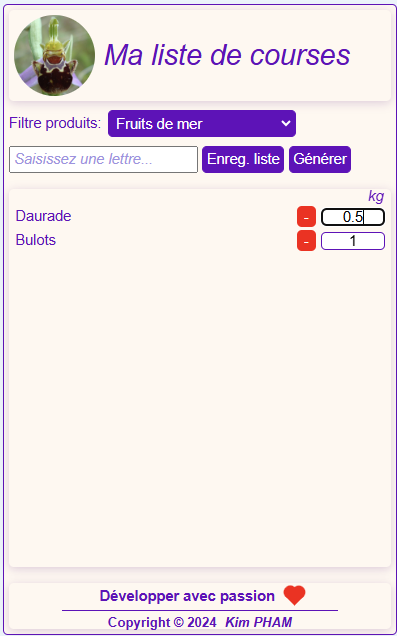 Ma liste de courses
Filtre produits: Fruits de mer
Saisissez une lettre... Enreg. liste Générer
kg
Daurade - 0.5
Bulots - 1
Développer avec passion
Copyright © 2024 Kim PHAM